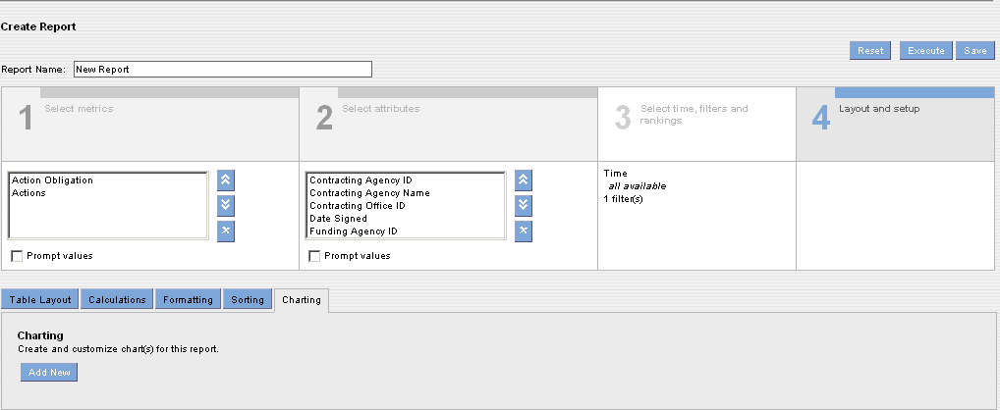 Create Report
Reset Execute Save
Report Name: New Report
1 Select metrics
2 Select attributes
3 Select time, filters and
rankings
4 Layout and setup
Action Obligation
Actions
Prompt values
Contracting Agency ID
Contracting Agency Name
Contracting Office ID
Date Signed
Funding Agency ID
Prompt values
Time
all available
1 filter(s)
Table Layout Calculations Formatting Sorting Charting
Charting
Create and customize chart(s) for this report.
Add New